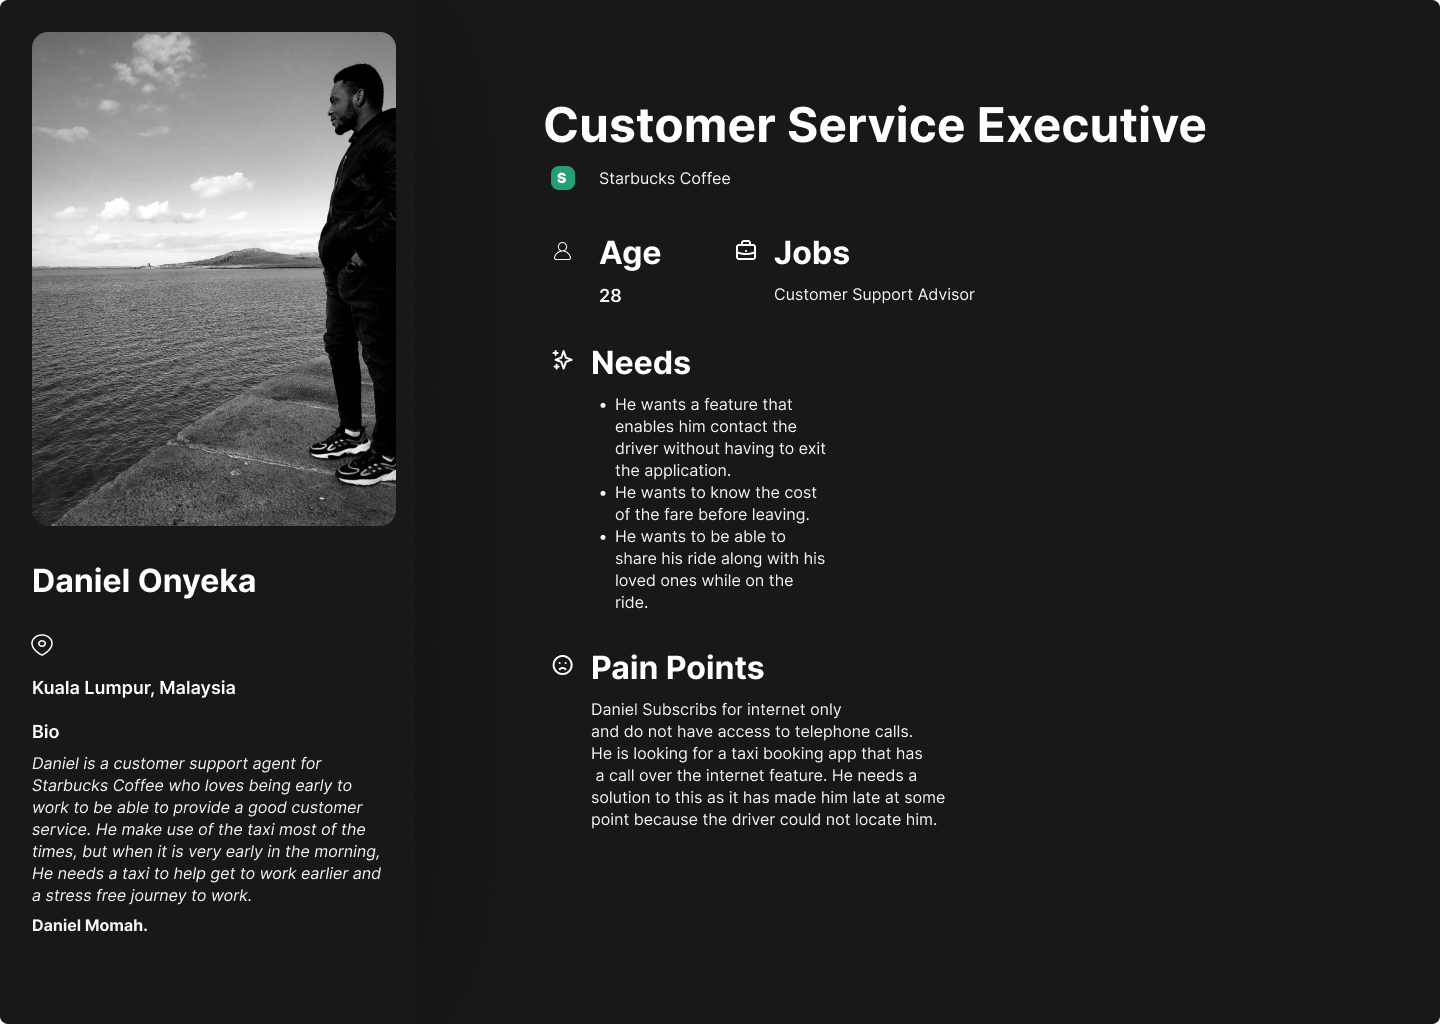 Daniel Onyeka
Kuala Lumpur, Malaysia
Bio
Daniel is a customer support agent for
Starbucks Coffee who loves being early to
work to be able to provide a good customer
service. He make use of the taxi most of the
times, but when it is very early in the morning,
He needs a taxi to help get to work earlier and
a stress free journey to work.
Daniel Momah.
Customer Service Executive
S Starbucks Coffee
Age
28
Jobs
Customer Support Advisor
Needs
• He wants a feature that
enables him contact the
driver without having to exit
the application.
• He wants to know the cost
of the fare before leaving.
• He wants to be able to
share his ride along with his
loved ones while on the
ride.
Pain Points
Daniel Subscribs for internet only
and do not have access to telephone calls.
He is looking for a taxi booking app that has
a call over the internet feature. He needs a
solution to this as it has made him late at some
point because the driver could not locate him.